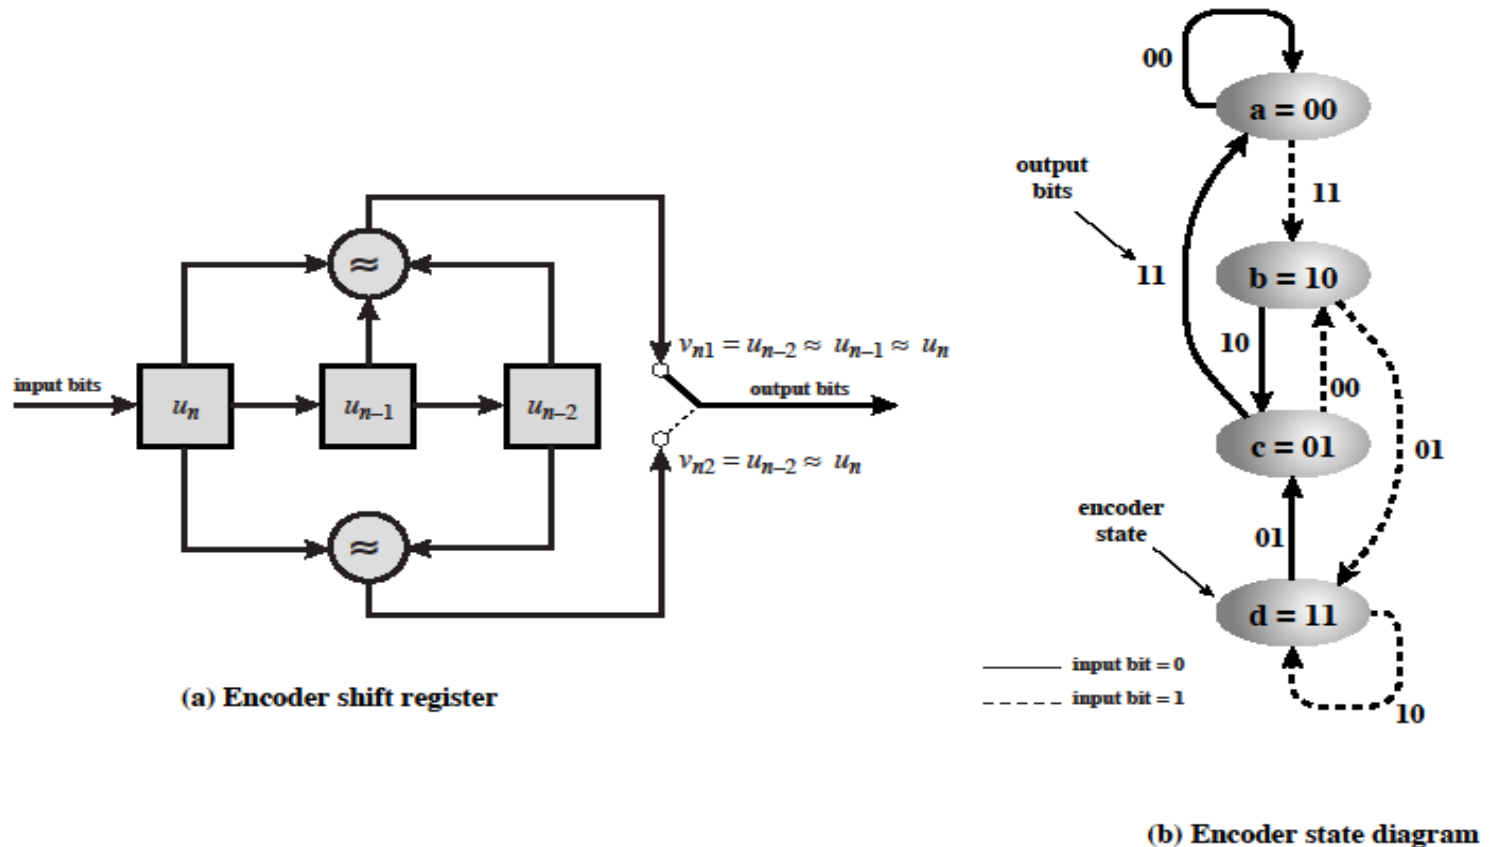 input bits
uₙ
uₙ₋₁
uₙ₋₂
≈
≈
vₙ₁ = uₙ₋₂ ≈ uₙ₋₁ ≈ uₙ
output bits
vₙ₂ = uₙ₋₂ ≈ uₙ
(a) Encoder shift register
00
a = 00
output
bits
11
11
b = 10
10
00
c = 01
01
encoder
state
01
d = 11
input bit = 0
input bit = 1
10
(b) Encoder state diagram